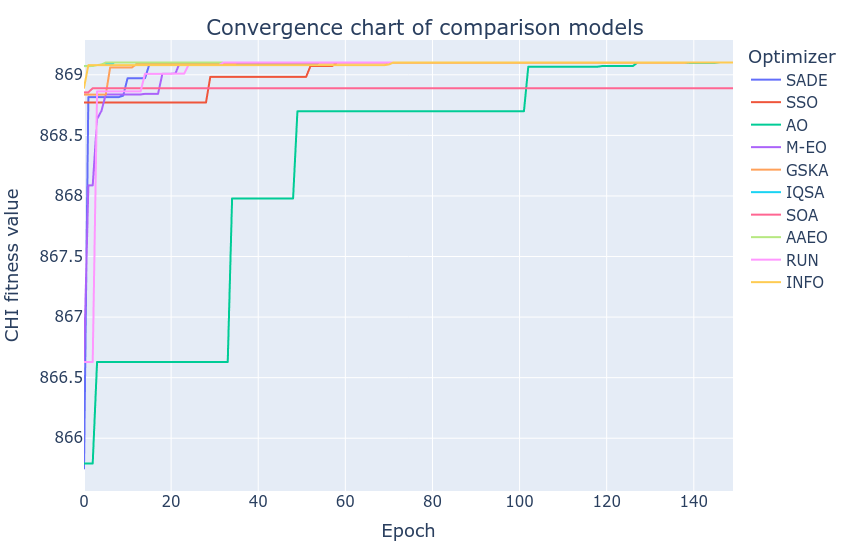 Convergence chart of comparison models
CHI fitness value
869
868.5
868
867.5
867
866.5
866
0 20 40 60 80 100 120 140
Epoch
Optimizer
SADE
SSO
AO
M-EO
GSKA
IQSA
SOA
AAEO
RUN
INFO